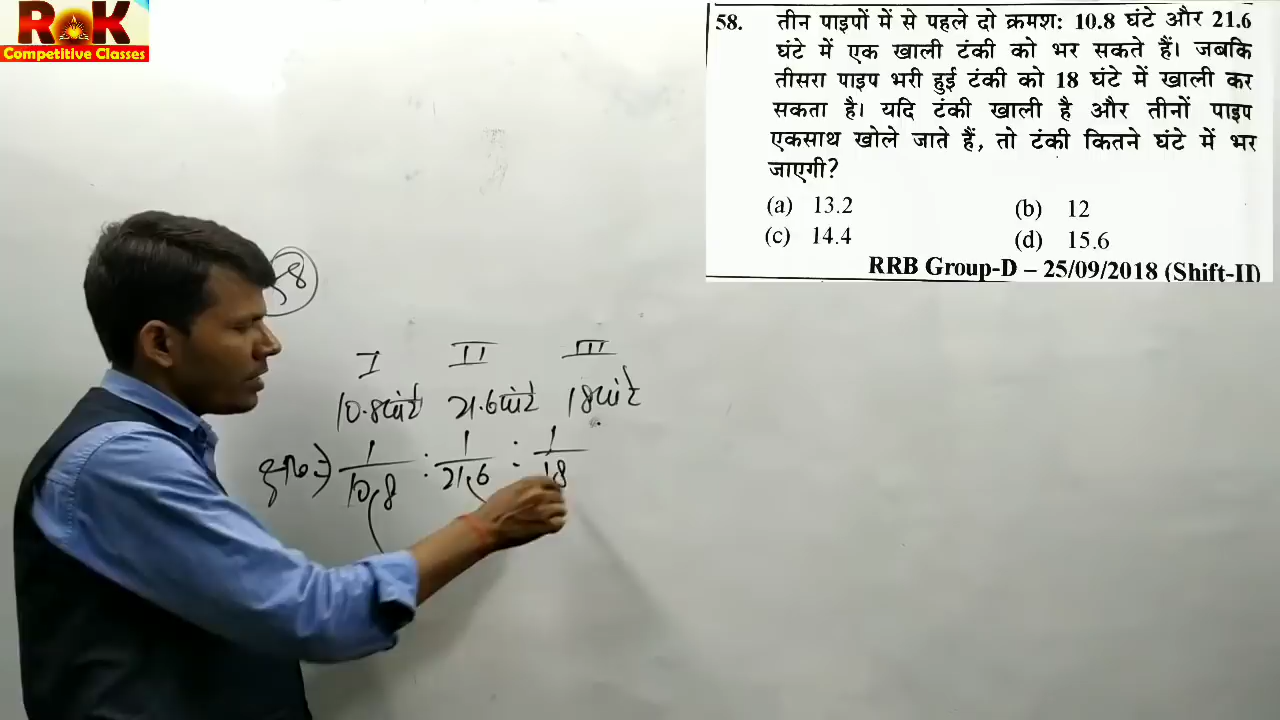 ROK
Competitive Classes
58. तीन पाइपों में से पहले दो क्रमश: 10.8 घंटे और 21.6
घंटे में एक खाली टंकी को भर सकते हैं। जबकि
तीसरा पाइप भरी हुई टंकी को 18 घंटे में खाली कर
सकता है। यदि टंकी खाली है और तीनों पाइप
एकसाथ खोले जाते हैं, तो टंकी कितने घंटे में भर
जाएगी?
(a) 13.2 (b) 12
(c) 14.4 (d) 15.6
RRB Group-D – 25/09/2018 (Shift-II)
58
I II III
10.8घंटे 21.6घंटे 18घंटे
1/10.8 : 1/21.6 : 1/18